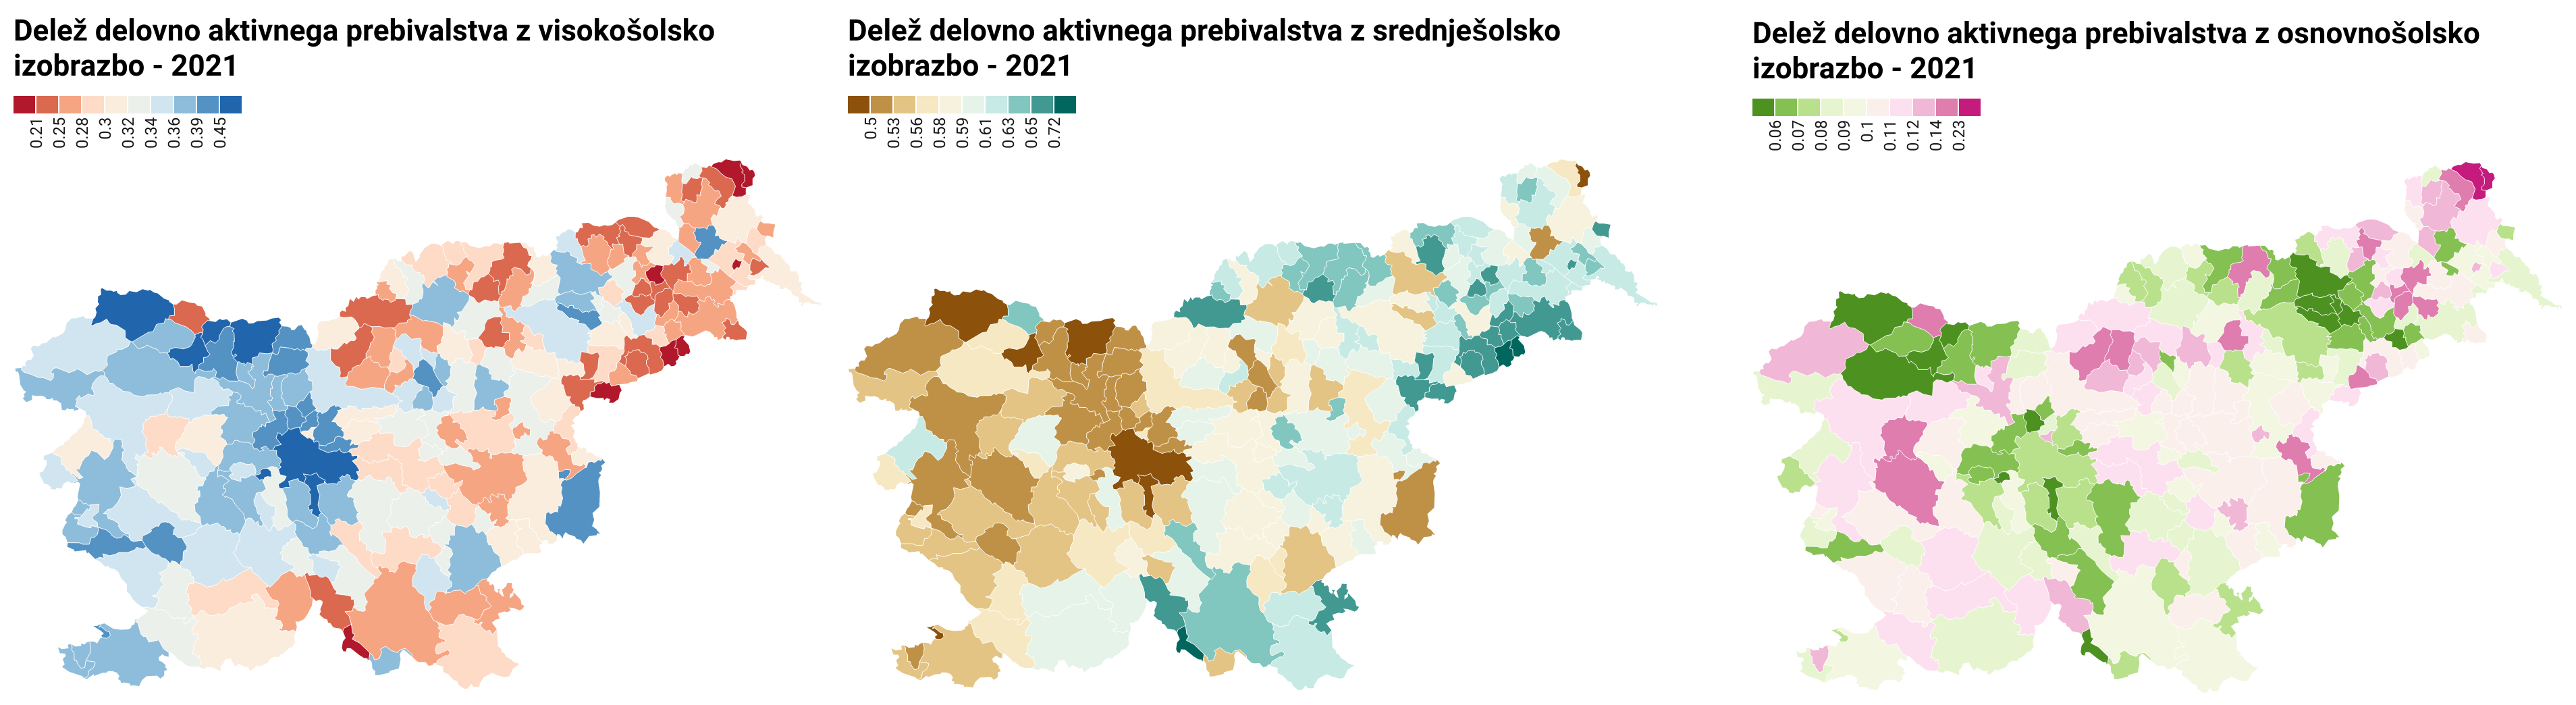 Delež delovno aktivnega prebivalstva z visokošolsko
izobrazbo - 2021
0.21 0.25 0.28 0.3 0.32 0.34 0.36 0.39 0.45
Delež delovno aktivnega prebivalstva z srednješolsko
izobrazbo - 2021
0.5 0.53 0.56 0.58 0.59 0.61 0.63 0.65 0.72
Delež delovno aktivnega prebivalstva z osnovnošolsko
izobrazbo - 2021
0.06 0.07 0.08 0.09 0.1 0.11 0.12 0.14 0.23